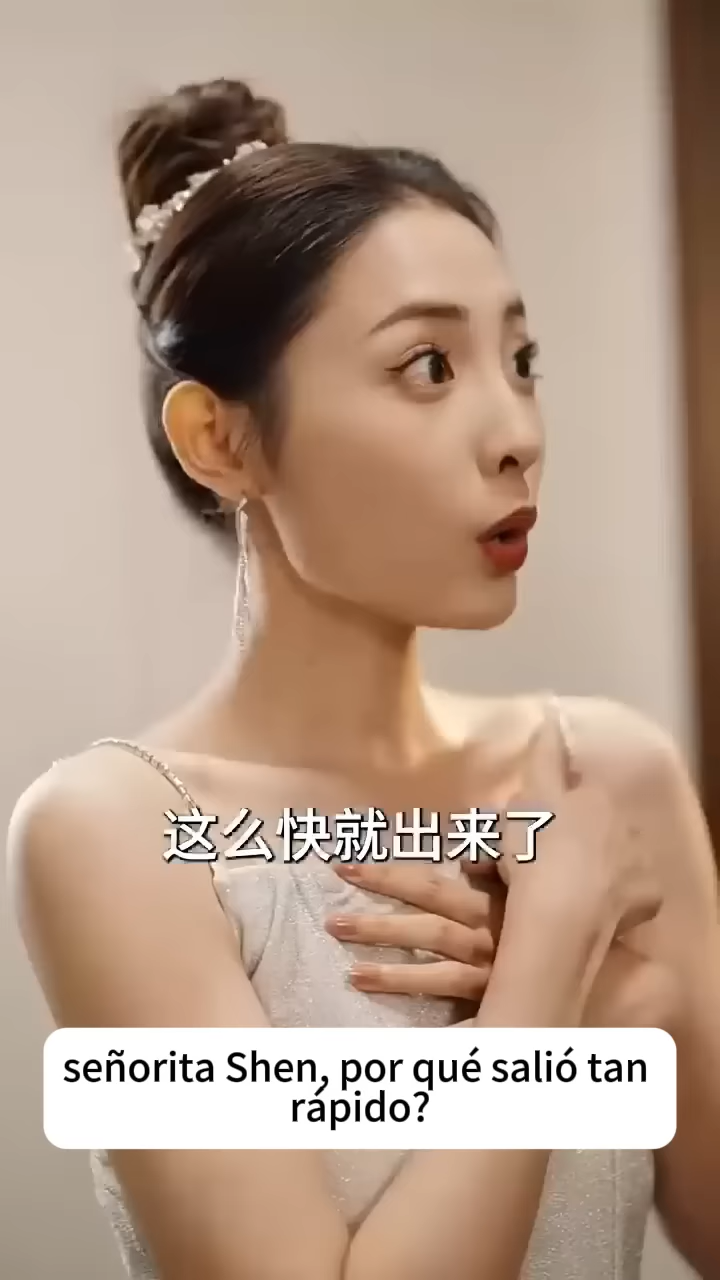 这么快就出来了
señorita Shen, por qué salió tan
rápido?